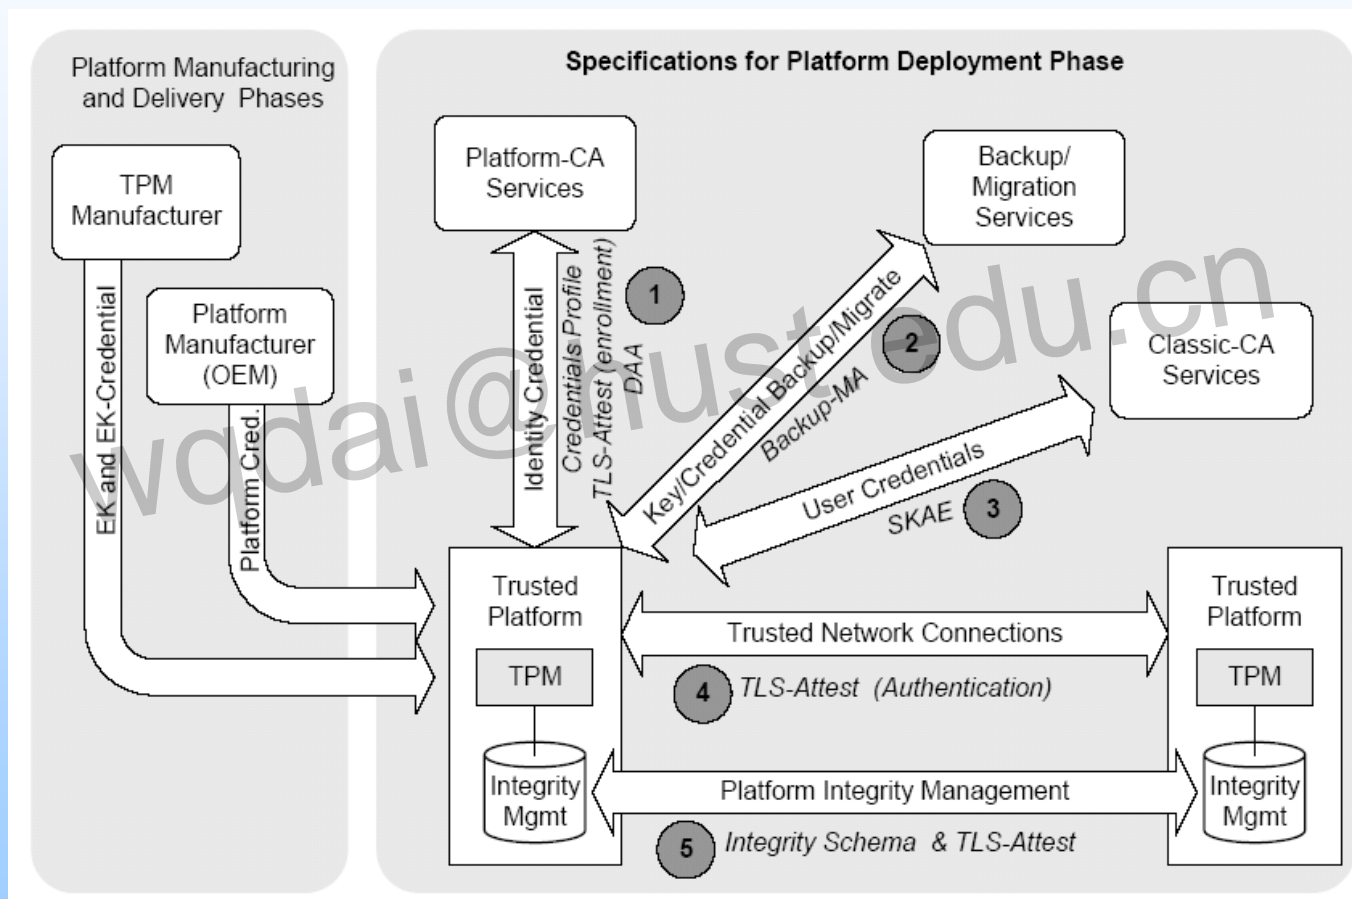 Platform Manufacturing
and Delivery Phases
Specifications for Platform Deployment Phase
TPM
Manufacturer
Platform
Manufacturer
(OEM)
EK and EK-Credential
Platform Cred.
Platform-CA
Services
Backup/
Migration
Services
Classic-CA
Services
Identity Credential
Credentials Profile
TLS-Attest (enrollment)
DAA
1
Key/Credential Backup/Migrate
Backup-MA
2
User Credentials
SKAE
3
Trusted
Platform
TPM
Integrity
Mgmt
Trusted Network Connections
4
TLS-Attest (Authentication)
Platform Integrity Management
5
Integrity Schema & TLS-Attest
Trusted
Platform
TPM
Integrity
Mgmt
wqdai@nust.edu.cn